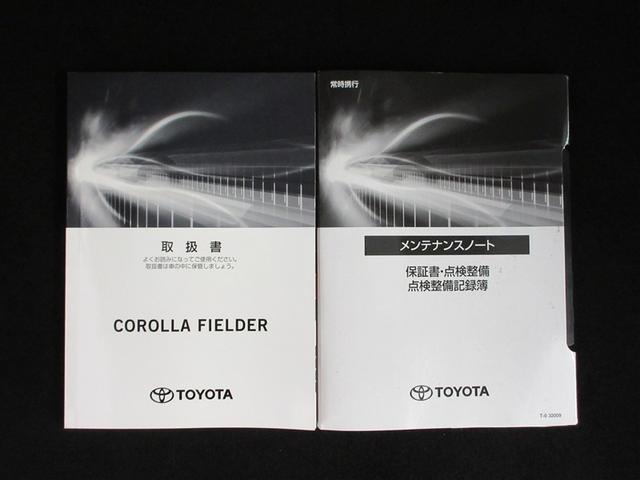 取扱書
よくお読みになってご使用ください。
取扱書は車の中に保管しましょう。
COROLLA FIELDER
TOYOTA
常時携行
メンテナンスノート
保証書・点検整備
点検整備記録簿
TOYOTA